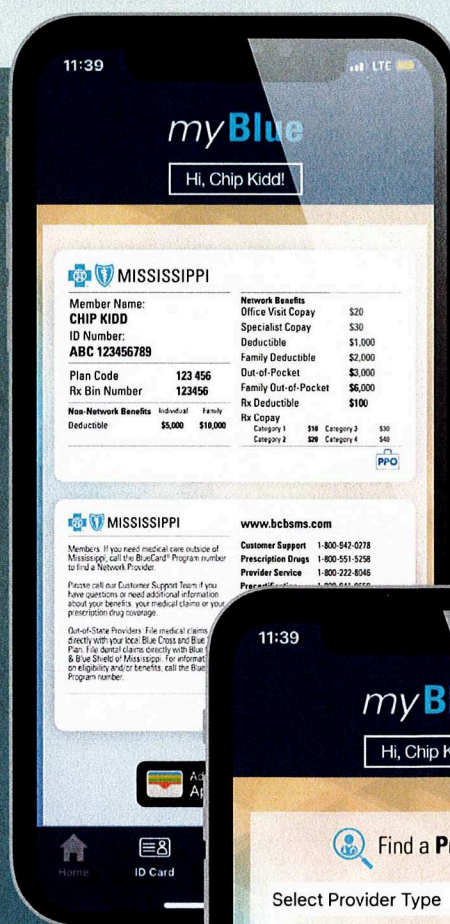 11:39
LTE
myBlue
Hi, Chip Kidd!
MISSISSIPPI
Member Name:
CHIP KIDD
ID Number:
ABC 123456789
Plan Code 123 456
Rx Bin Number 123456
Non-Network Benefits Individual Family
Deductible $5,000 $10,000
Network Benefits
Office Visit Copay $20
Specialist Copay $30
Deductible $1,000
Family Deductible $2,000
Out-of-Pocket $3,000
Family Out-of-Pocket $6,000
Rx Deductible $100
Rx Copay
Category 1 $10 Category 3 $30
Category 2 $20 Category 4 $40
PPO
MISSISSIPPI
Members: If you need medical care outside of
Mississippi, call the BlueCard® Program number
to find a Network Provider.
Please call our Customer Support Team if you
have questions or need additional information
about your benefits, your medical claims or your
prescription drug coverage.
Out-of-State Providers: File medical claims
directly with your local Blue Cross and Blue
Plan. File dental claims directly with Blue
& Blue Shield of Mississippi. For informat
on eligibility and/or benefits, call the Blue
Program number.
www.bcbsms.com
Customer Support 1-800-942-0278
Prescription Drugs 1-800-551-5258
Provider Service 1-800-222-8046
Home
ID Card
11:39
myB
Hi, Chip K
Find a P
Select Provider Type